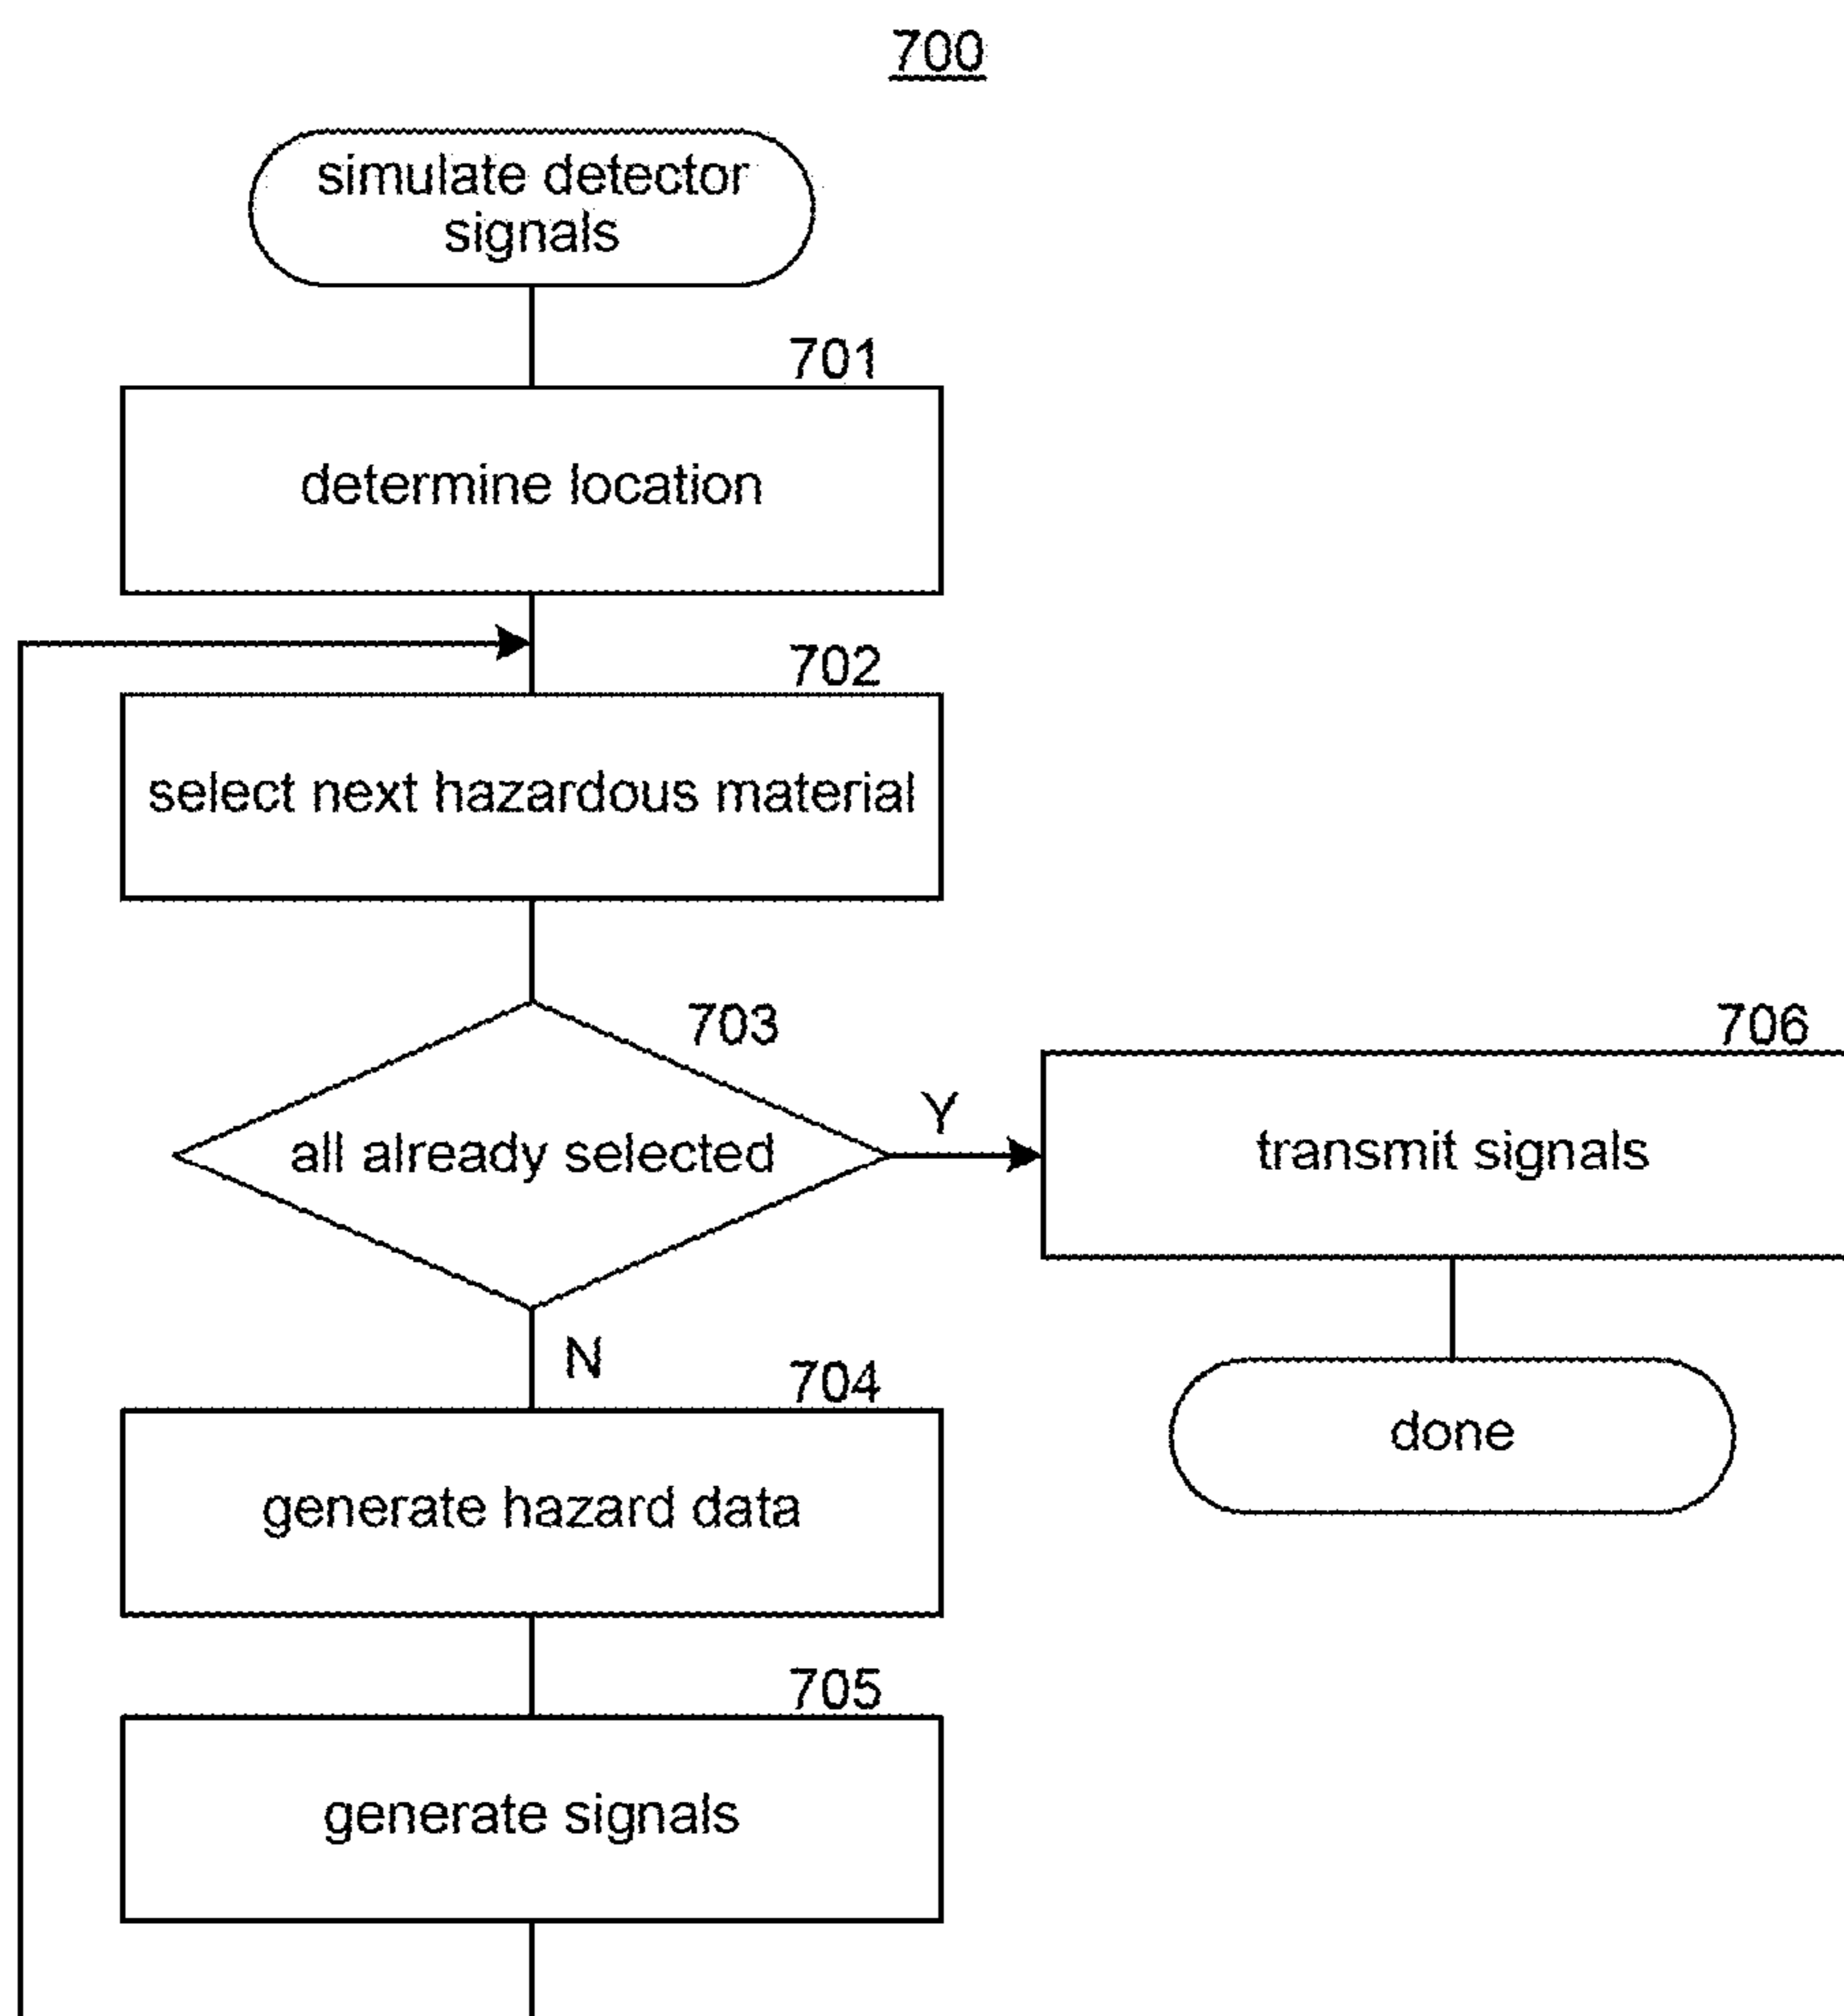 700
simulate detector
signals
701
determine location
702
select next hazardous material
703
all already selected
Y
706
transmit signals
done
N
704
generate hazard data
705
generate signals